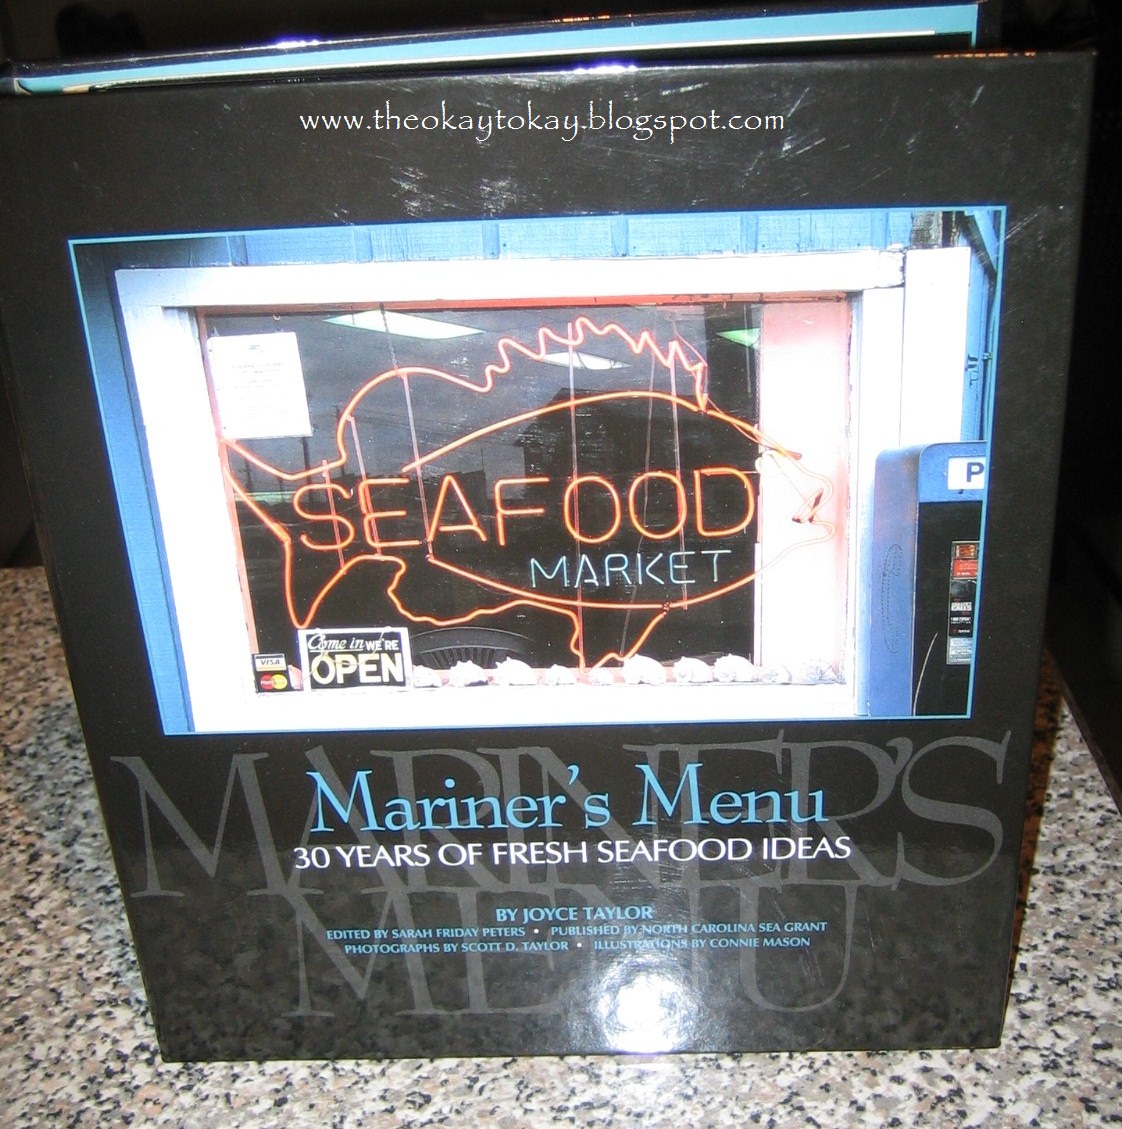 www.theokaytokay.blogspot.com
SEAFOOD
MARKET
P
Come in WE'RE
OPEN
VISA
MARINER'S
MENU
Mariner's Menu
30 YEARS OF FRESH SEAFOOD IDEAS
BY JOYCE TAYLOR
EDITED BY SARAH FRIDAY PETERS • PUBLISHED BY NORTH CAROLINA SEA GRANT
PHOTOGRAPHS BY SCOTT D. TAYLOR • ILLUSTRATIONS BY CONNIE MASON